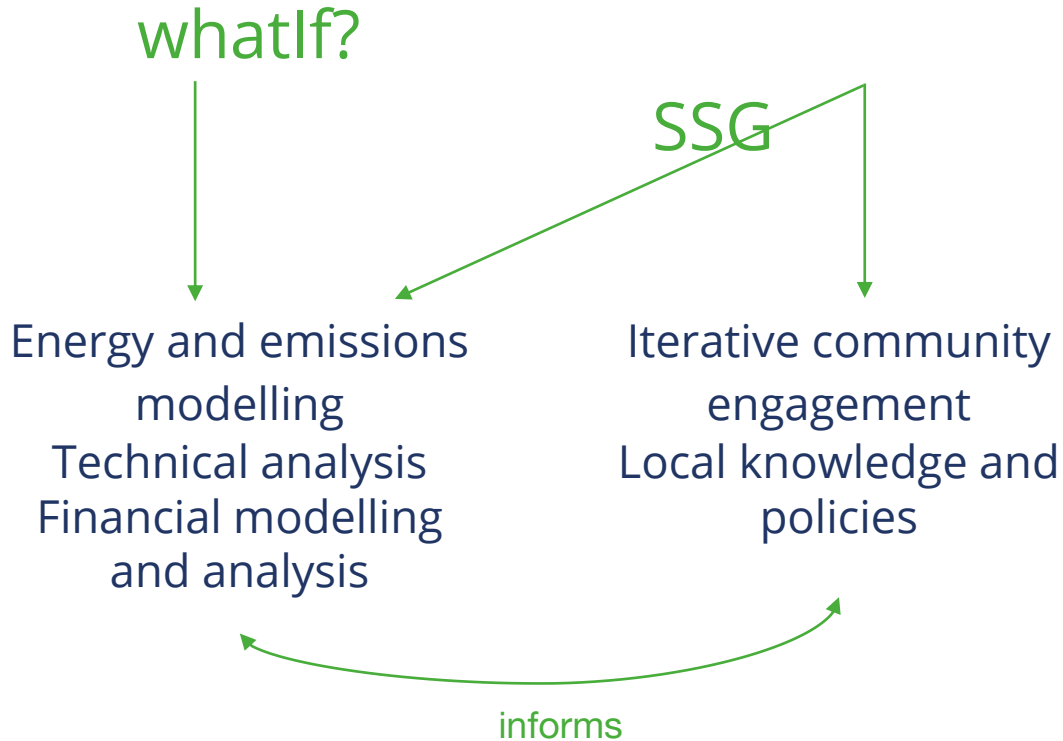 whatIf?
SSG
Energy and emissions
modelling
Technical analysis
Financial modelling
and analysis
Iterative community
engagement
Local knowledge and
policies
informs